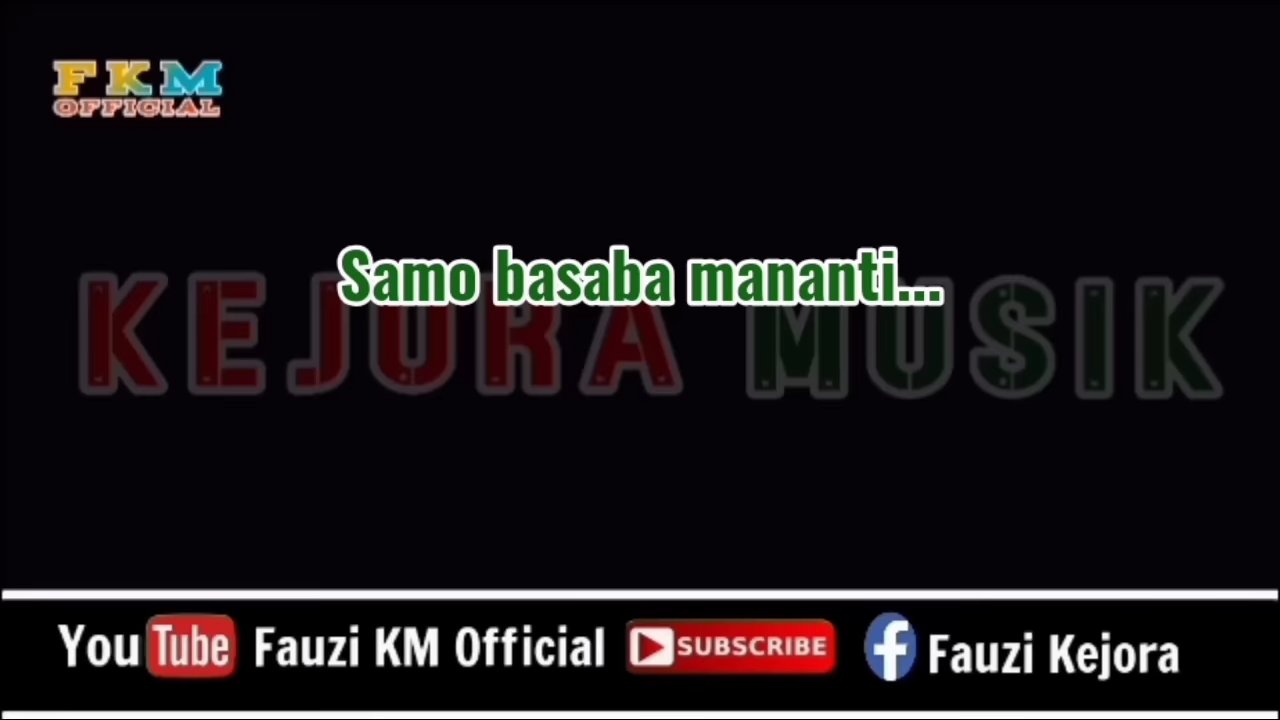 FKM
OFFICIAL
Samo basaba mananti...
KEJORA MUSIK
YouTube Fauzi KM Official SUBSCRIBE f Fauzi Kejora